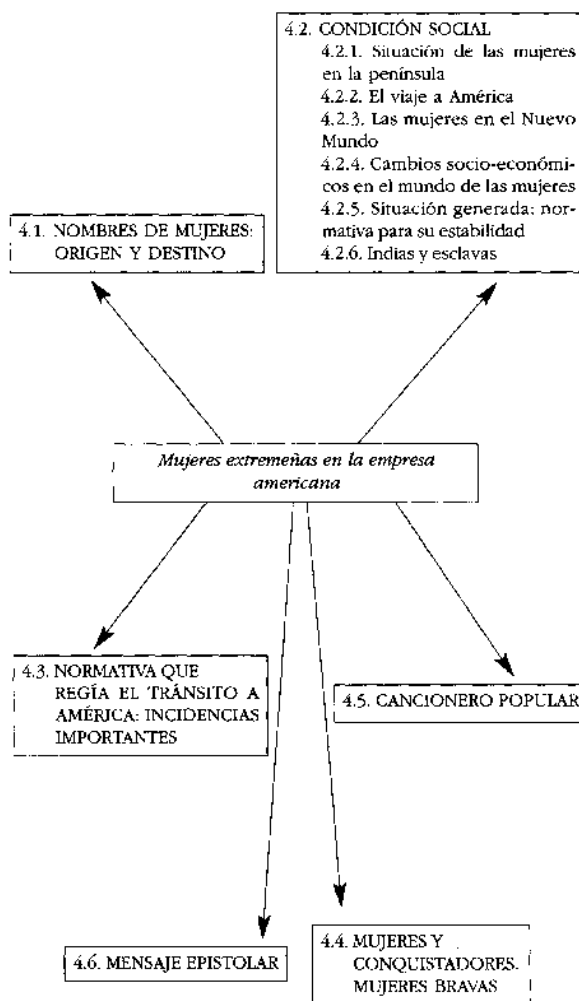 4.2. CONDICIÓN SOCIAL
4.2.1. Situación de las mujeres
en la península
4.2.2. El viaje a América
4.2.3. Las mujeres en el Nuevo
Mundo
4.2.4. Cambios socio-económi-
cos en el mundo de las mujeres
4.2.5. Situación generada: nor-
mativa para su estabilidad
4.2.6. Indias y esclavas
4.1. NOMBRES DE MUJERES:
ORIGEN Y DESTINO
Mujeres extremeñas en la empresa
americana
4.3. NORMATIVA QUE
REGÍA EL TRÁNSITO A
AMÉRICA: INCIDENCIAS
IMPORTANTES
4.5. CANCIONERO POPULAR
4.6. MENSAJE EPISTOLAR
4.4. MUJERES Y
CONQUISTADORES.
MUJERES BRAVAS